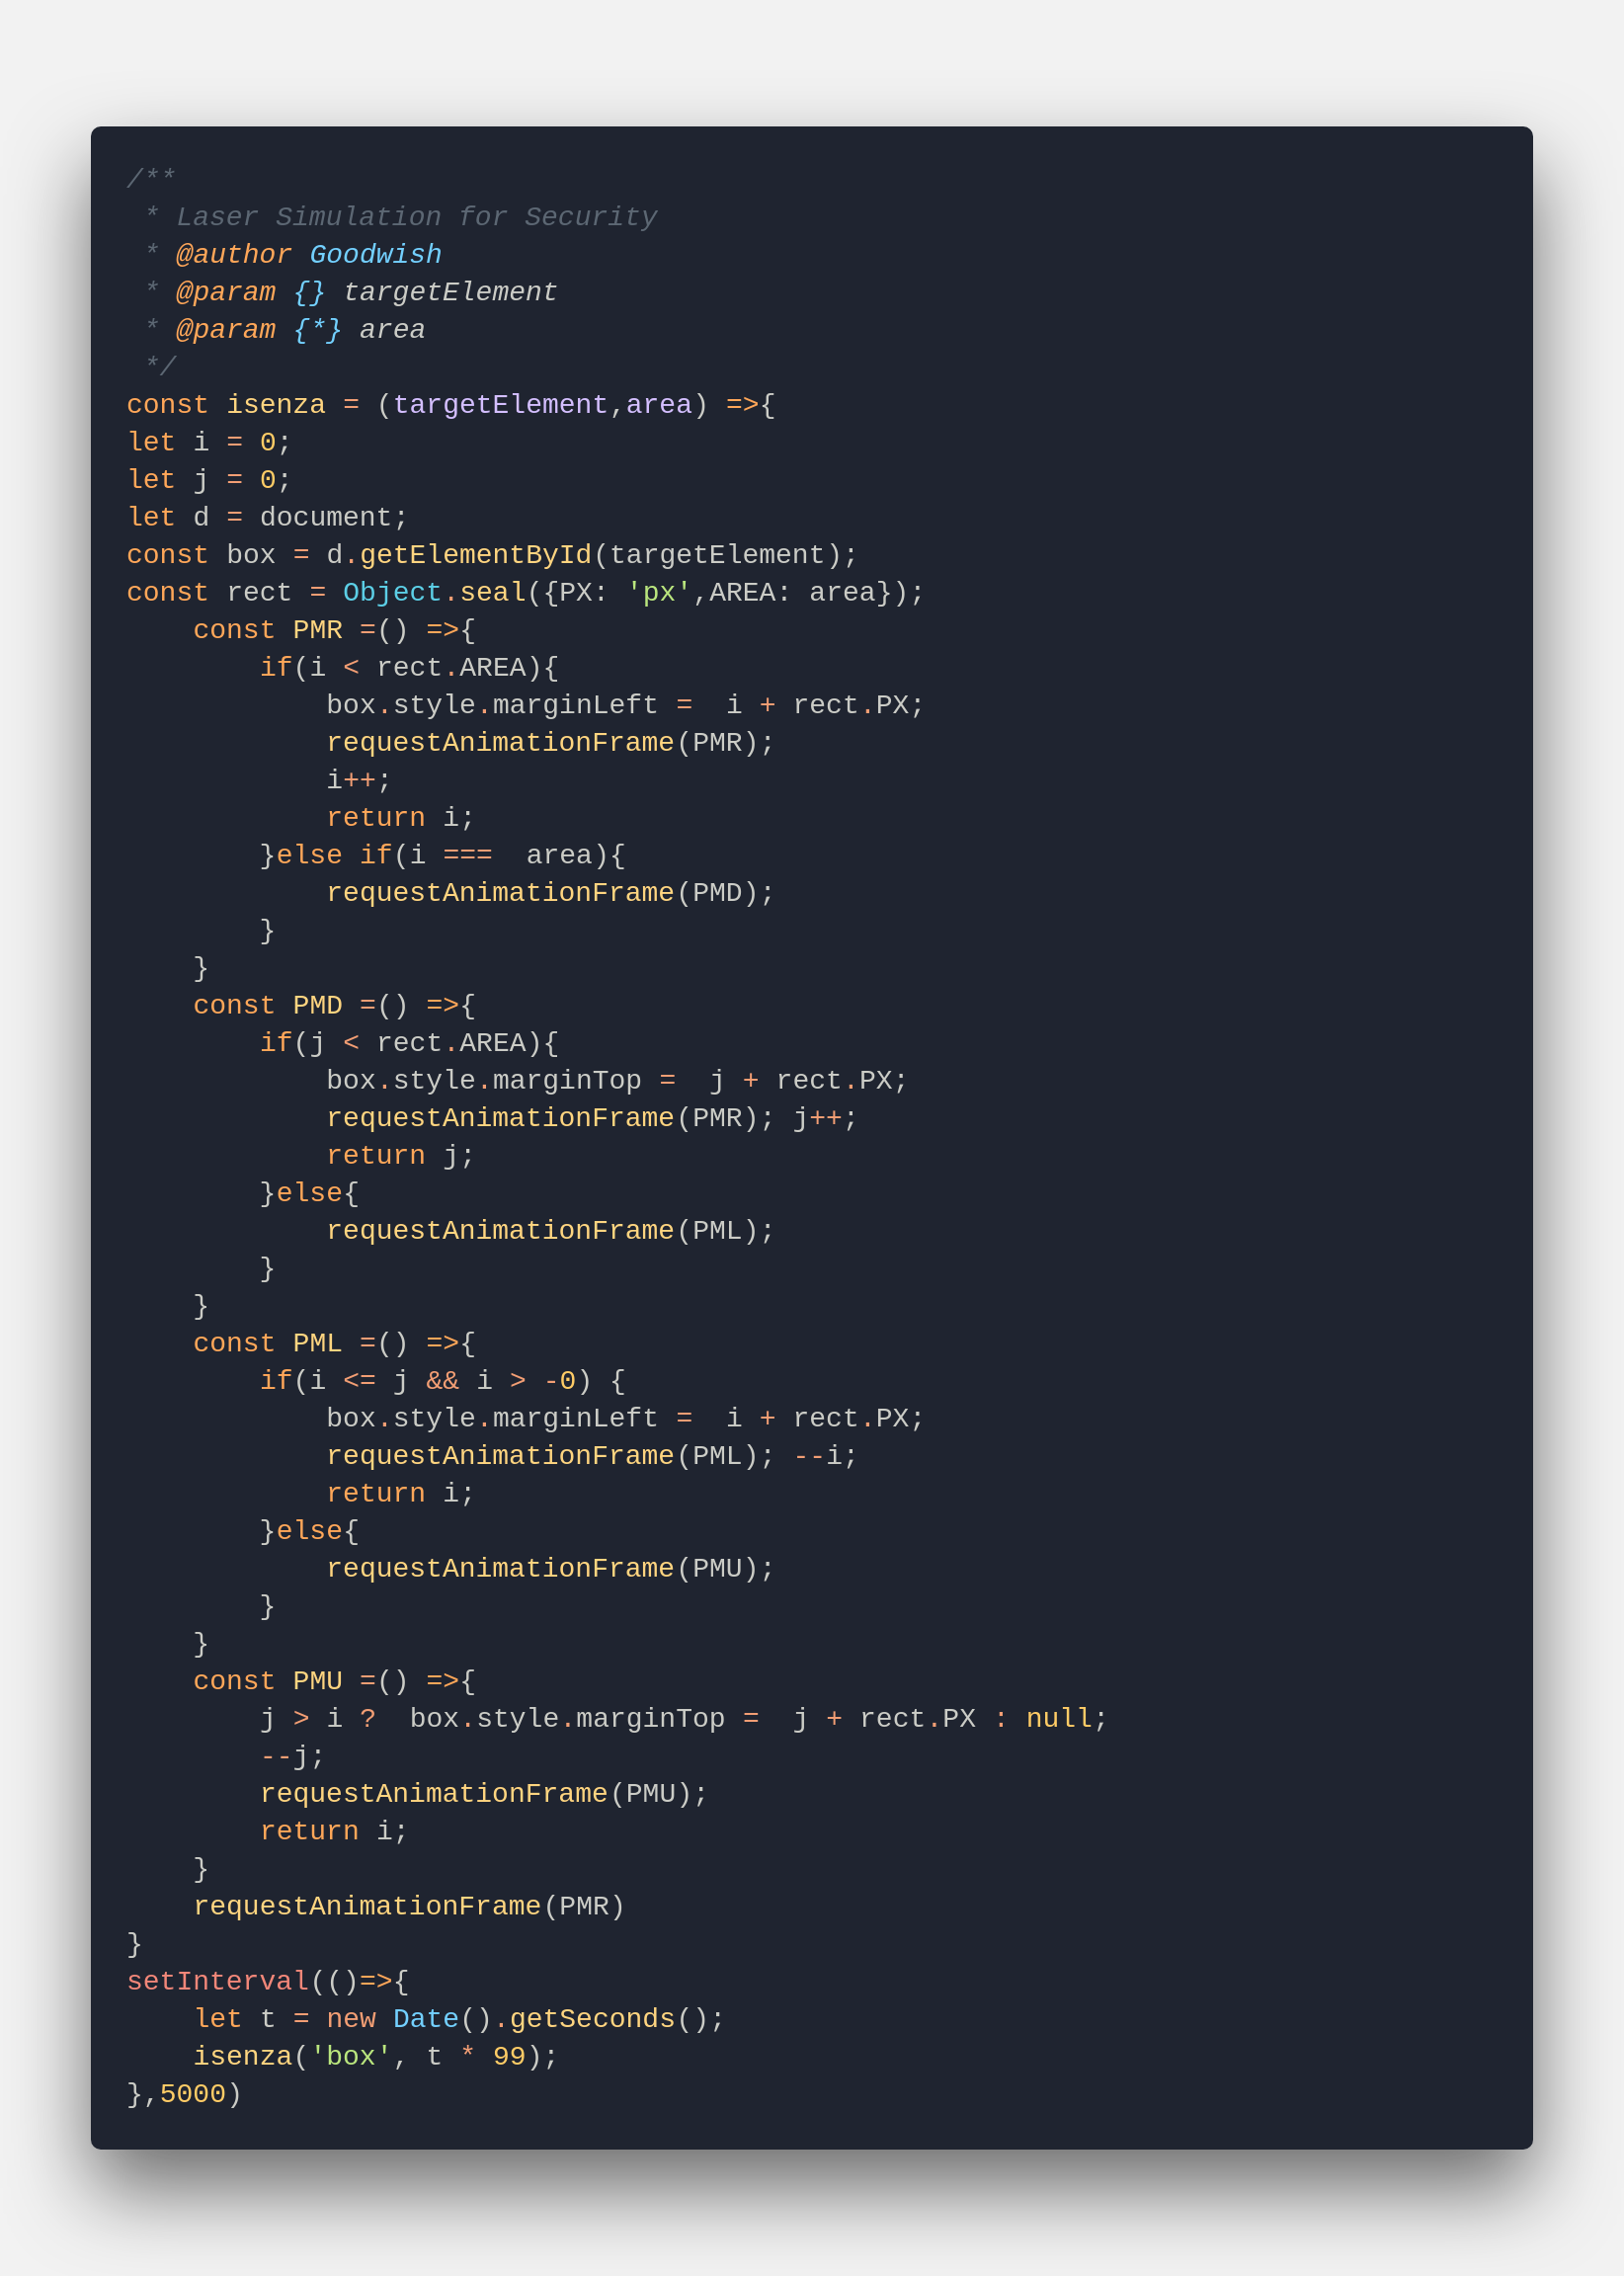 /**
 * Laser Simulation for Security
 * @author Goodwish
 * @param {} targetElement
 * @param {*} area
 */
const isenza = (targetElement,area) =>{
let i = 0;
let j = 0;
let d = document;
const box = d.getElementById(targetElement);
const rect = Object.seal({PX: 'px',AREA: area});
    const PMR =() =>{
        if(i < rect.AREA){
            box.style.marginLeft =  i + rect.PX;
            requestAnimationFrame(PMR);
            i++;
            return i;
        }else if(i ===  area){
            requestAnimationFrame(PMD);
        }
    }
    const PMD =() =>{
        if(j < rect.AREA){
            box.style.marginTop =  j + rect.PX;
            requestAnimationFrame(PMR); j++;
            return j;
        }else{
            requestAnimationFrame(PML);
        }
    }
    const PML =() =>{
        if(i <= j && i > -0) {
            box.style.marginLeft =  i + rect.PX;
            requestAnimationFrame(PML); --i;
            return i;
        }else{
            requestAnimationFrame(PMU);
        }
    }
    const PMU =() =>{
        j > i ?  box.style.marginTop =  j + rect.PX : null;
        --j;
        requestAnimationFrame(PMU);
        return i;
    }
    requestAnimationFrame(PMR)
}
setInterval(()=>{
    let t = new Date().getSeconds();
    isenza('box', t * 99);
},5000)